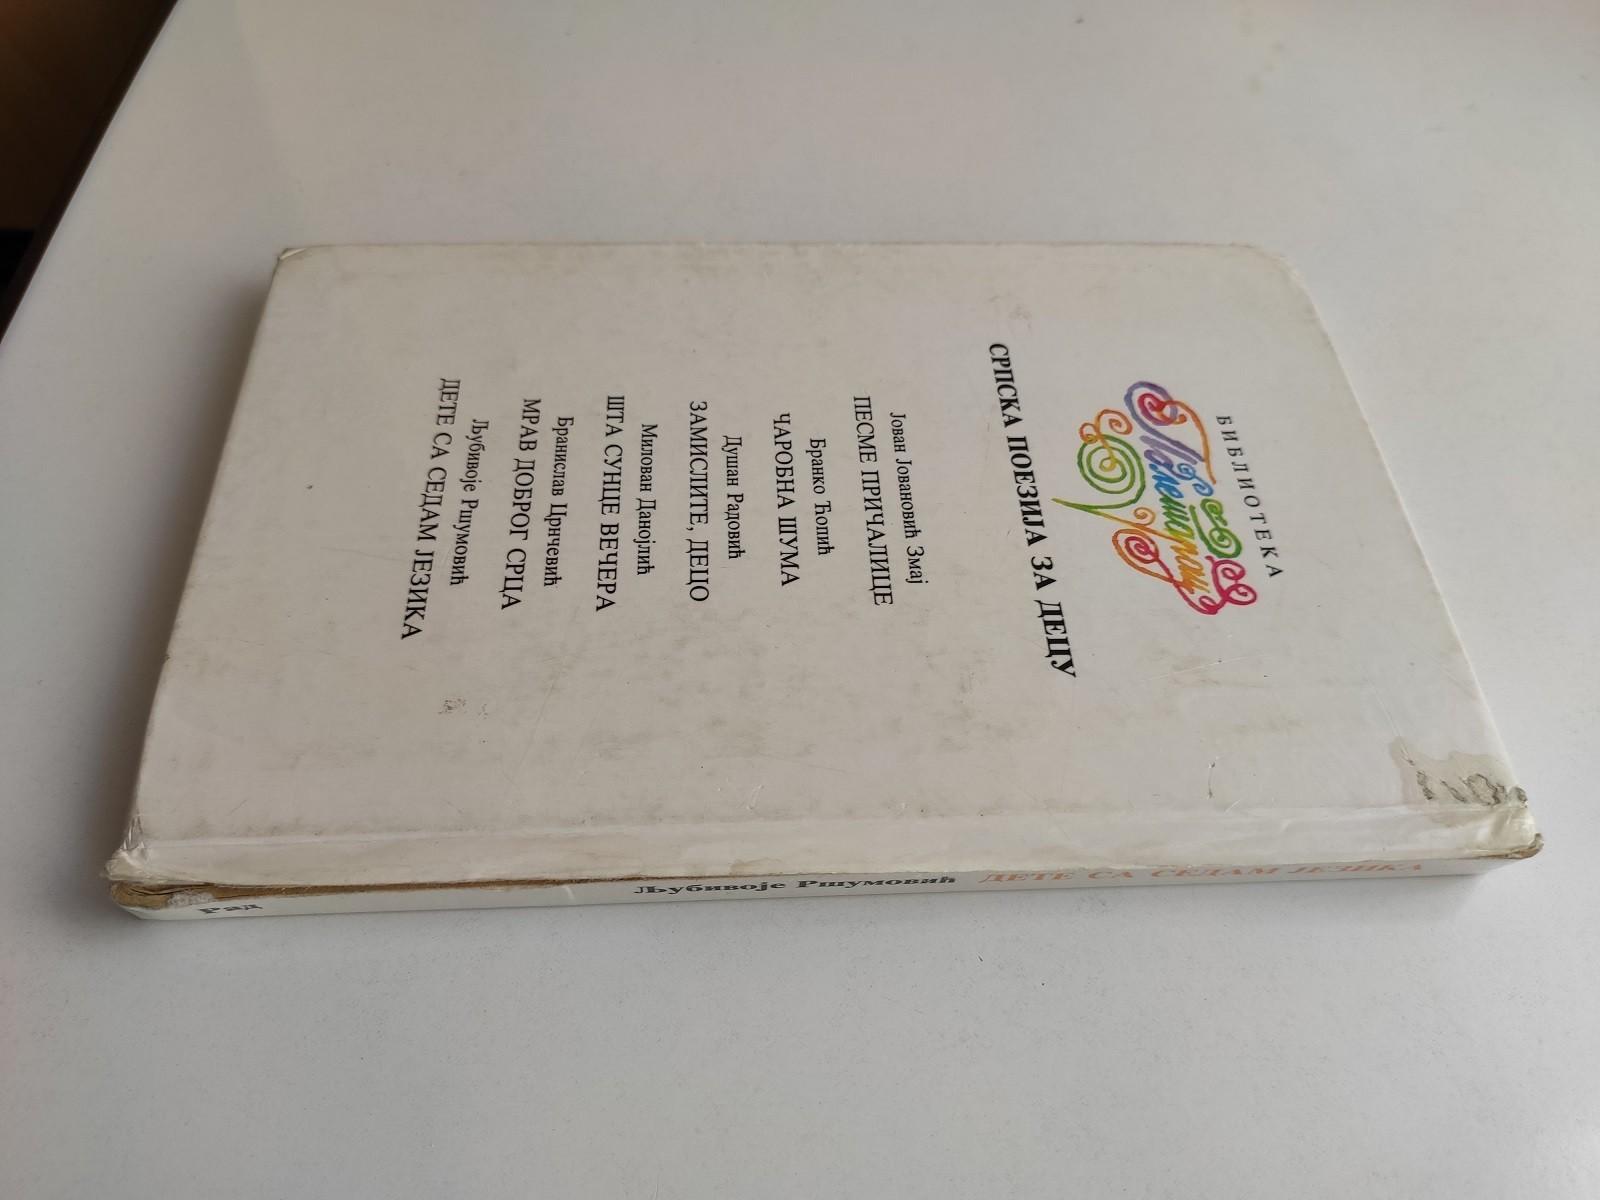 БИБЛИОТЕКА
СРПСКА ПОЕЗИЈА ЗА ДЕЦУ
Јован Јовановић Змај
ПЕСМЕ ПРИЧАЛИЦЕ
Бранко Ћопић
ЧАРОБНА ШУМА
Душан Радовић
ЗАМИСЛИТЕ, ДЕЦО
Милован Данојлић
ШТА СУНЦЕ ВЕЧЕРА
Бранислав Црнчевић
МРАВ ДОБРОГ СРЦА
Љубивоје Ршумовић
ДЕТЕ СА СЕДАМ ЈЕЗИКА
Рад Љубивоје Ршумовић ДЕТЕ СА СЕДАМ ЈЕЗИКА